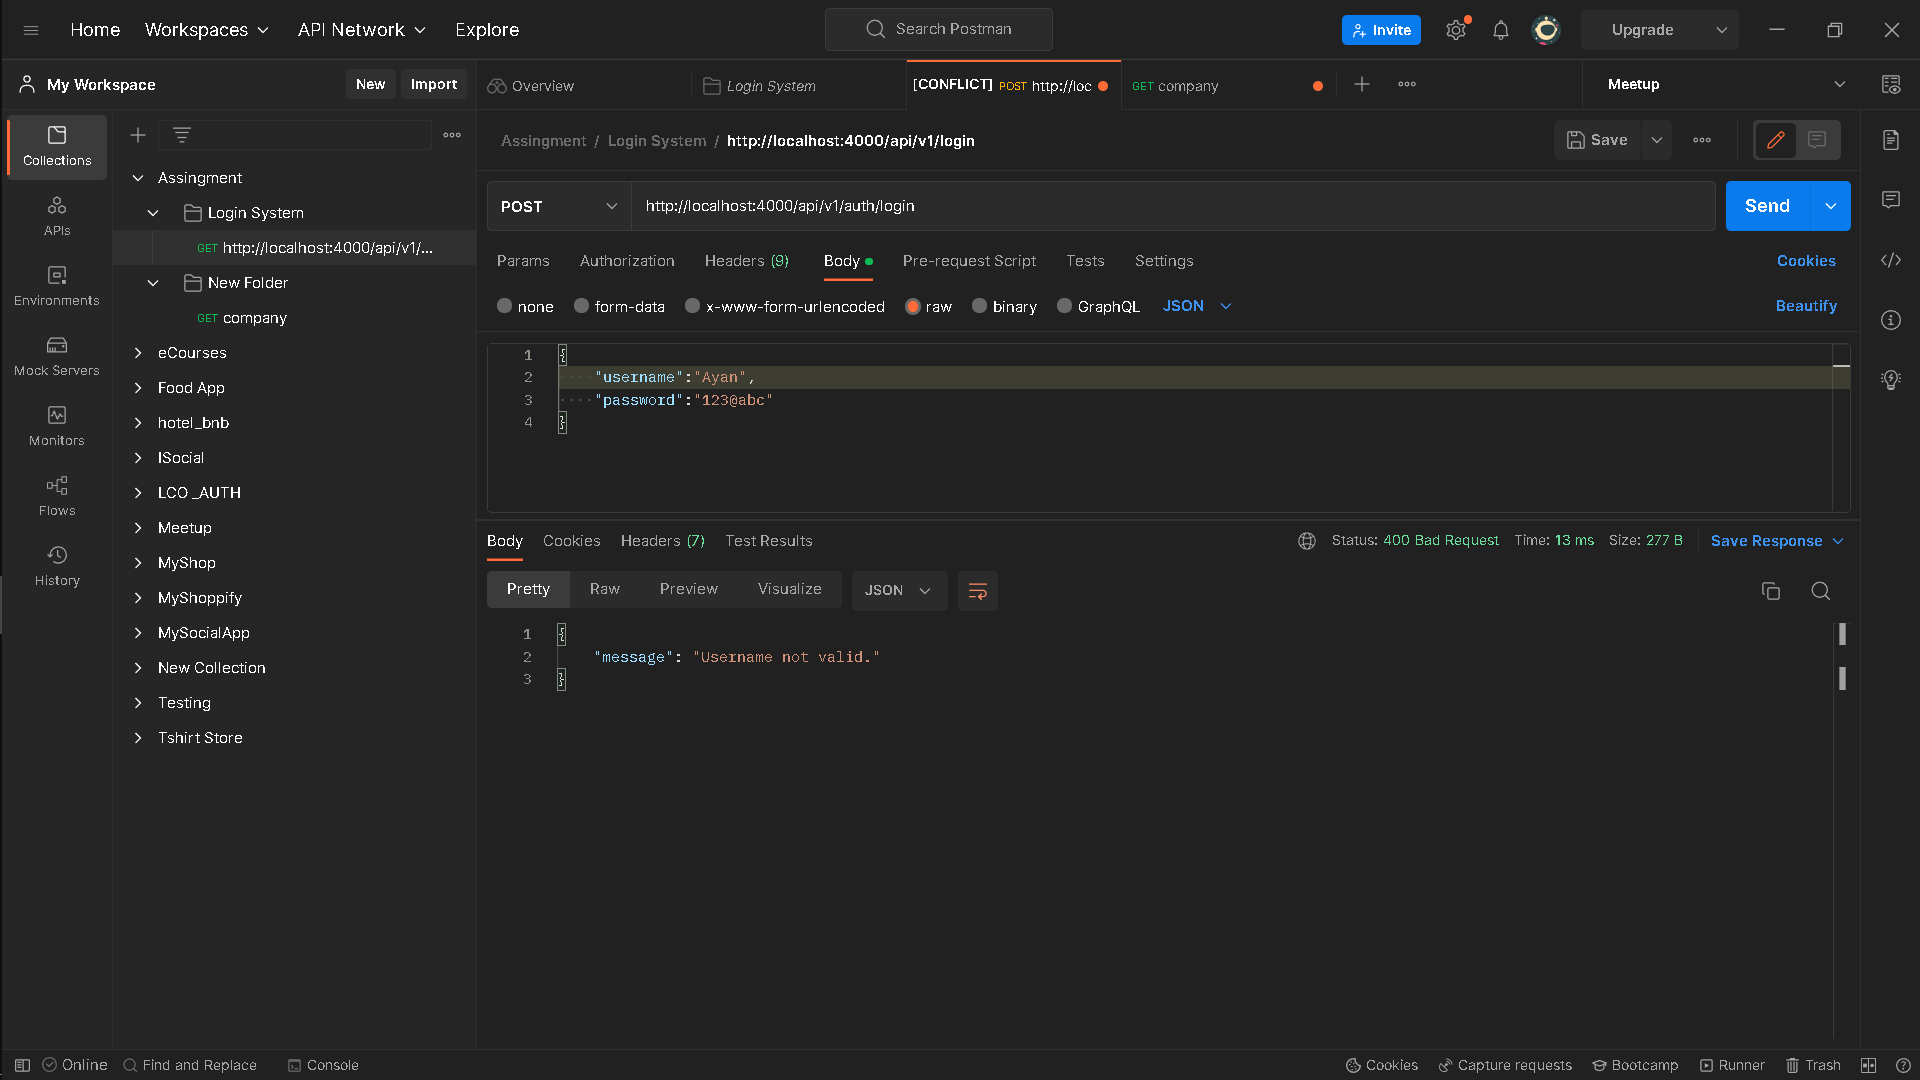 Home Workspaces API Network Explore Search Postman Invite Upgrade
My Workspace New Import
Overview Login System [CONFLICT] POST http://loc GET company Meetup
Collections
APIs
Environments
Mock Servers
Monitors
Flows
History
Assingment
Login System
GET http://localhost:4000/api/v1/...
New Folder
GET company
eCourses
Food App
hotel_bnb
ISocial
LCO _AUTH
Meetup
MyShop
MyShoppify
MySocialApp
New Collection
Testing
Tshirt Store
Assingment / Login System / http://localhost:4000/api/v1/login Save
POST http://localhost:4000/api/v1/auth/login Send
Params Authorization Headers (9) Body Pre-request Script Tests Settings Cookies
none form-data x-www-form-urlencoded raw binary GraphQL JSON Beautify
1 {
2 "username":"Ayan",
3 "password":"123@abc"
4 }
Body Cookies Headers (7) Test Results Status: 400 Bad Request Time: 13 ms Size: 277 B Save Response
Pretty Raw Preview Visualize JSON
1 {
2 "message": "Username not valid."
3 }
Online Find and Replace Console Cookies Capture requests Bootcamp Runner Trash